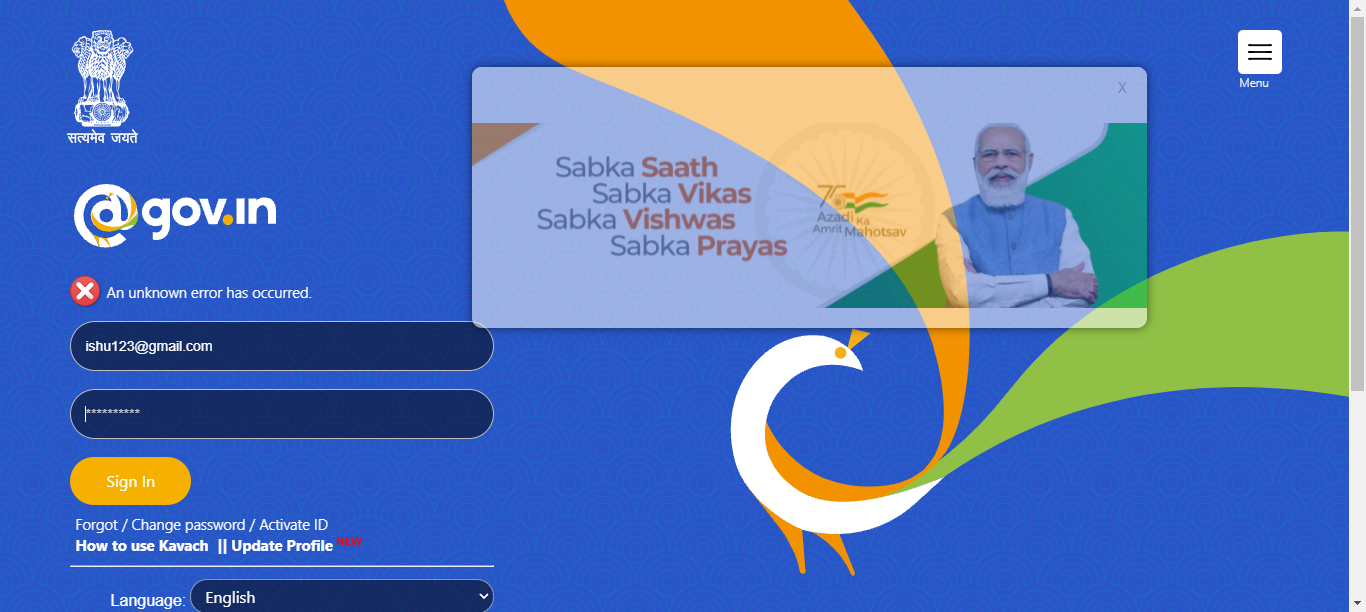 सत्यमेव जयते
Menu
X
@gov.in
Sabka Saath
Sabka Vikas
Sabka Vishwas
Sabka Prayas
75
Azadi Ka
Amrit Mahotsav
An unknown error has occurred.
ishu123@gmail.com
**********
Sign In
Forgot / Change password / Activate ID
How to use Kavach || Update Profile NEW
Language: English